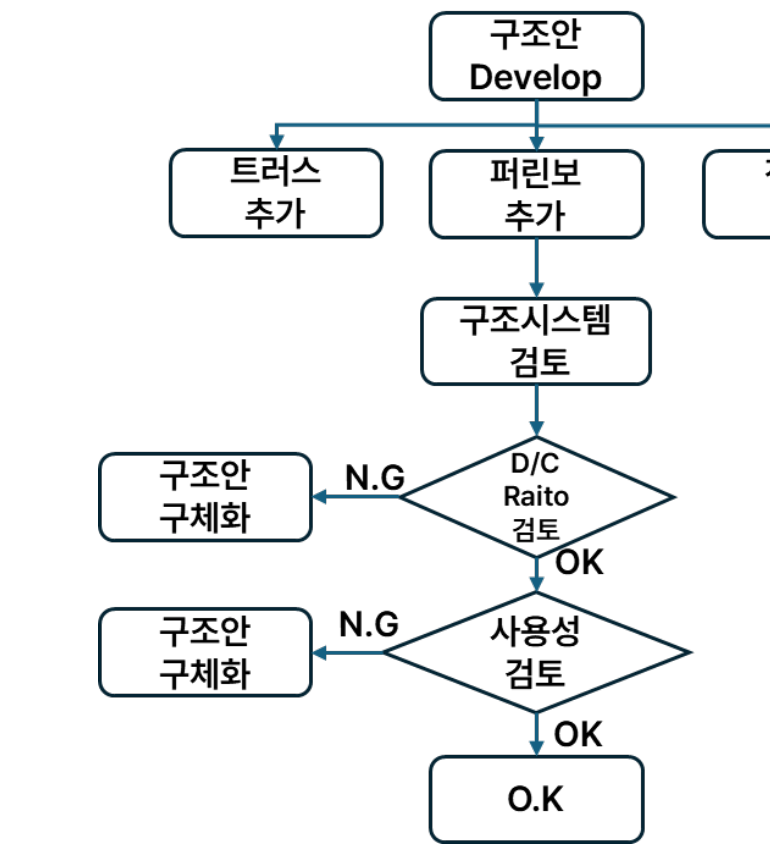 구조안
Develop
트러스
추가
퍼린보
추가
구조시스템
검토
D/C
Raito
검토
N.G
구조안
구체화
OK
사용성
검토
N.G
구조안
구체화
OK
O.K